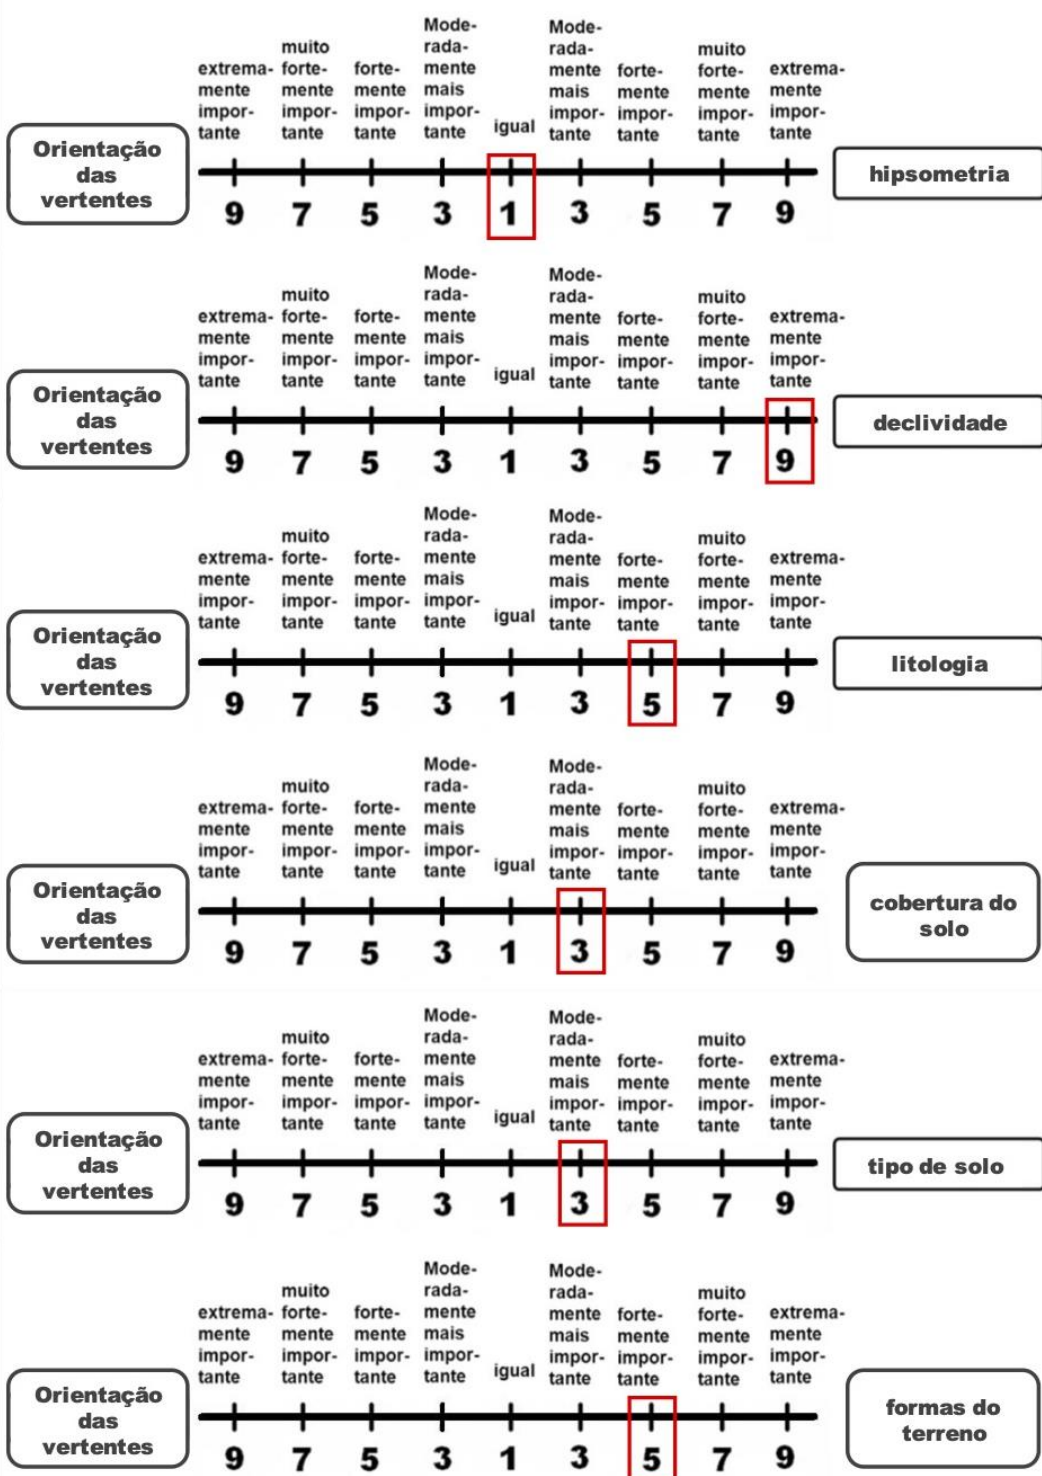 extrema-
mente
impor-
tante
muito
forte-
mente
impor-
tante
forte-
mente
impor-
tante
Mode-
rada-
mente
mais
impor-
tante
igual
Mode-
rada-
mente
mais
impor-
tante
forte-
mente
impor-
tante
muito
forte-
mente
impor-
tante
extrema-
mente
impor-
tante
Orientação
das
vertentes
9 7 5 3 1 3 5 7 9
hipsometria
extrema-
mente
impor-
tante
muito
forte-
mente
impor-
tante
forte-
mente
impor-
tante
Mode-
rada-
mente
mais
impor-
tante
igual
Mode-
rada-
mente
mais
impor-
tante
forte-
mente
impor-
tante
muito
forte-
mente
impor-
tante
extrema-
mente
impor-
tante
Orientação
das
vertentes
9 7 5 3 1 3 5 7 9
declividade
extrema-
mente
impor-
tante
muito
forte-
mente
impor-
tante
forte-
mente
impor-
tante
Mode-
rada-
mente
mais
impor-
tante
igual
Mode-
rada-
mente
mais
impor-
tante
forte-
mente
impor-
tante
muito
forte-
mente
impor-
tante
extrema-
mente
impor-
tante
Orientação
das
vertentes
9 7 5 3 1 3 5 7 9
litologia
extrema-
mente
impor-
tante
muito
forte-
mente
impor-
tante
forte-
mente
impor-
tante
Mode-
rada-
mente
mais
impor-
tante
igual
Mode-
rada-
mente
mais
impor-
tante
forte-
mente
impor-
tante
muito
forte-
mente
impor-
tante
extrema-
mente
impor-
tante
Orientação
das
vertentes
9 7 5 3 1 3 5 7 9
cobertura do
solo
extrema-
mente
impor-
tante
muito
forte-
mente
impor-
tante
forte-
mente
impor-
tante
Mode-
rada-
mente
mais
impor-
tante
igual
Mode-
rada-
mente
mais
impor-
tante
forte-
mente
impor-
tante
muito
forte-
mente
impor-
tante
extrema-
mente
impor-
tante
Orientação
das
vertentes
9 7 5 3 1 3 5 7 9
tipo de solo
extrema-
mente
impor-
tante
muito
forte-
mente
impor-
tante
forte-
mente
impor-
tante
Mode-
rada-
mente
mais
impor-
tante
igual
Mode-
rada-
mente
mais
impor-
tante
forte-
mente
impor-
tante
muito
forte-
mente
impor-
tante
extrema-
mente
impor-
tante
Orientação
das
vertentes
9 7 5 3 1 3 5 7 9
formas do
terreno